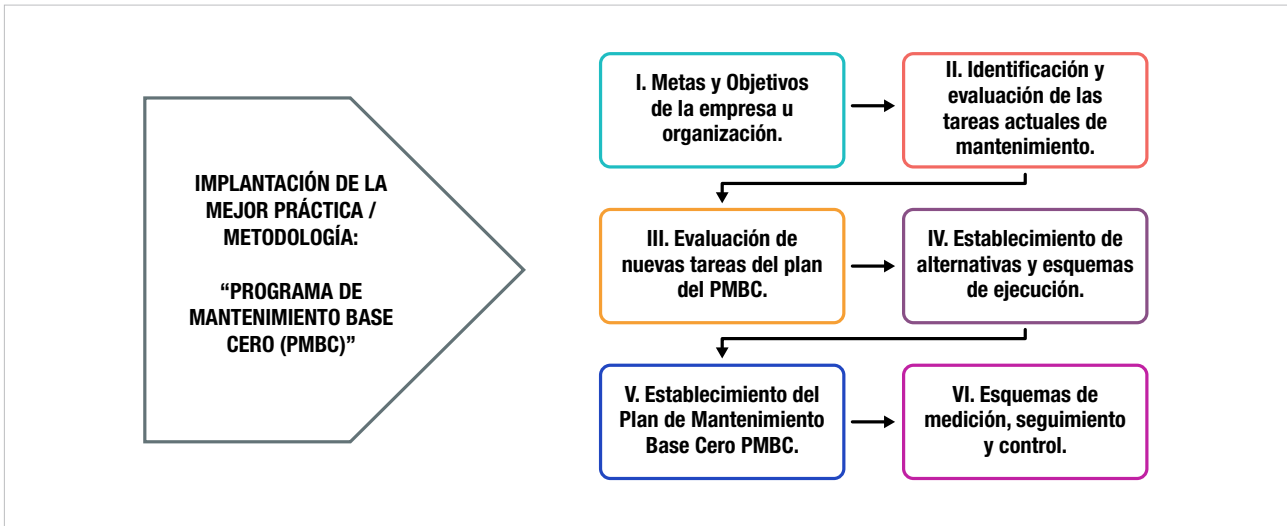 IMPLANTACIÓN DE LA
MEJOR PRÁCTICA /
METODOLOGÍA:
“PROGRAMA DE
MANTENIMIENTO BASE
CERO (PMBC)”
I. Metas y Objetivos
de la empresa u
organización.
II. Identificación y
evaluación de las
tareas actuales de
mantenimiento.
III. Evaluación de
nuevas tareas del plan
del PMBC.
IV. Establecimiento de
alternativas y esquemas
de ejecución.
V. Establecimiento del
Plan de Mantenimiento
Base Cero PMBC.
VI. Esquemas de
medición, seguimiento
y control.